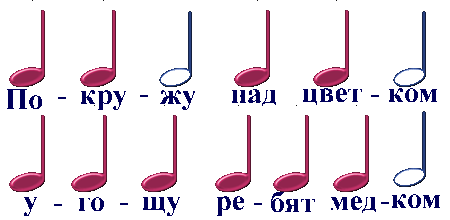 По - кру - жу над цвет - ком
у - го - щу ре - бят мед-ком